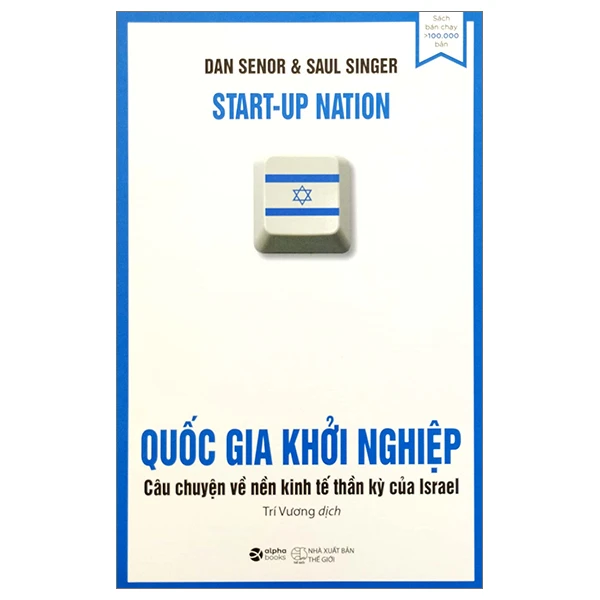 Sách
bán chạy
>100.000
bản
DAN SENOR & SAUL SINGER
START-UP NATION
QUỐC GIA KHỞI NGHIỆP
Câu chuyện về nền kinh tế thần kỳ của Israel
Trí Vương dịch
alpha
books
NHÀ XUẤT BẢN
THẾ GIỚI